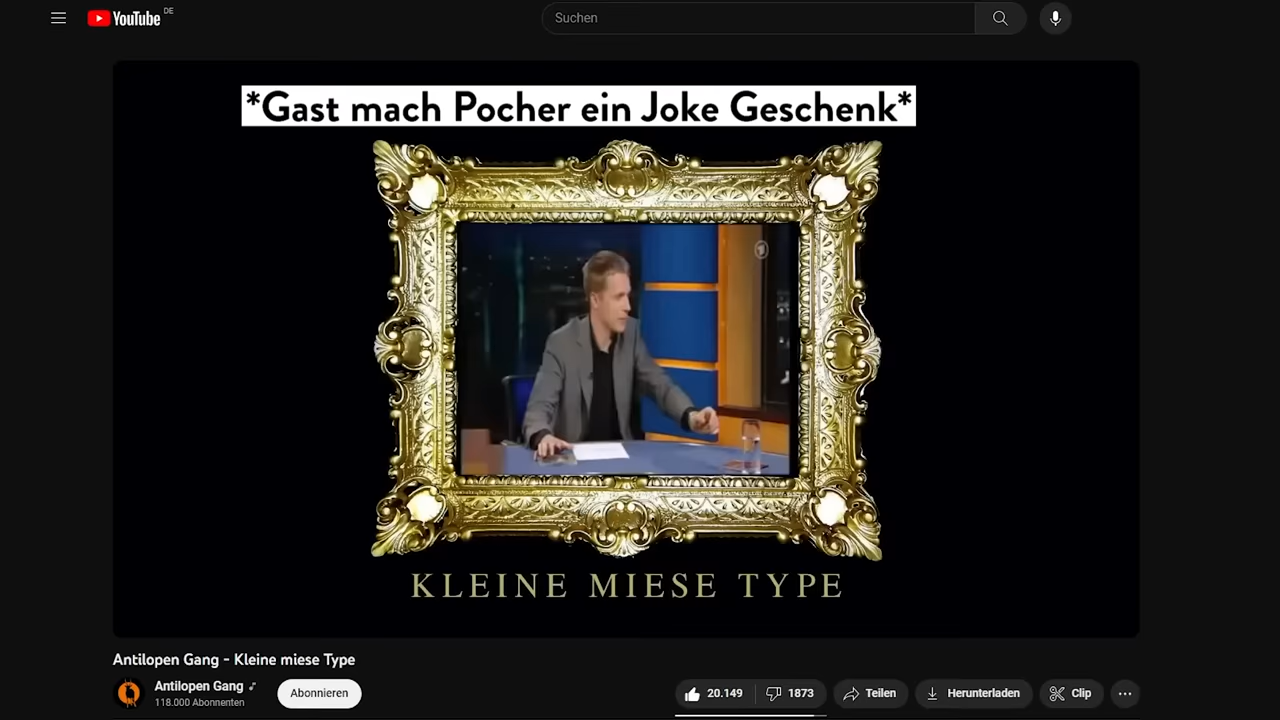 YouTube DE
Suchen
*Gast mach Pocher ein Joke Geschenk*
KLEINE MIESE TYPE
Antilopen Gang - Kleine miese Type
Antilopen Gang
118.000 Abonnenten
Abonnieren
20.149
1873
Teilen
Herunterladen
Clip